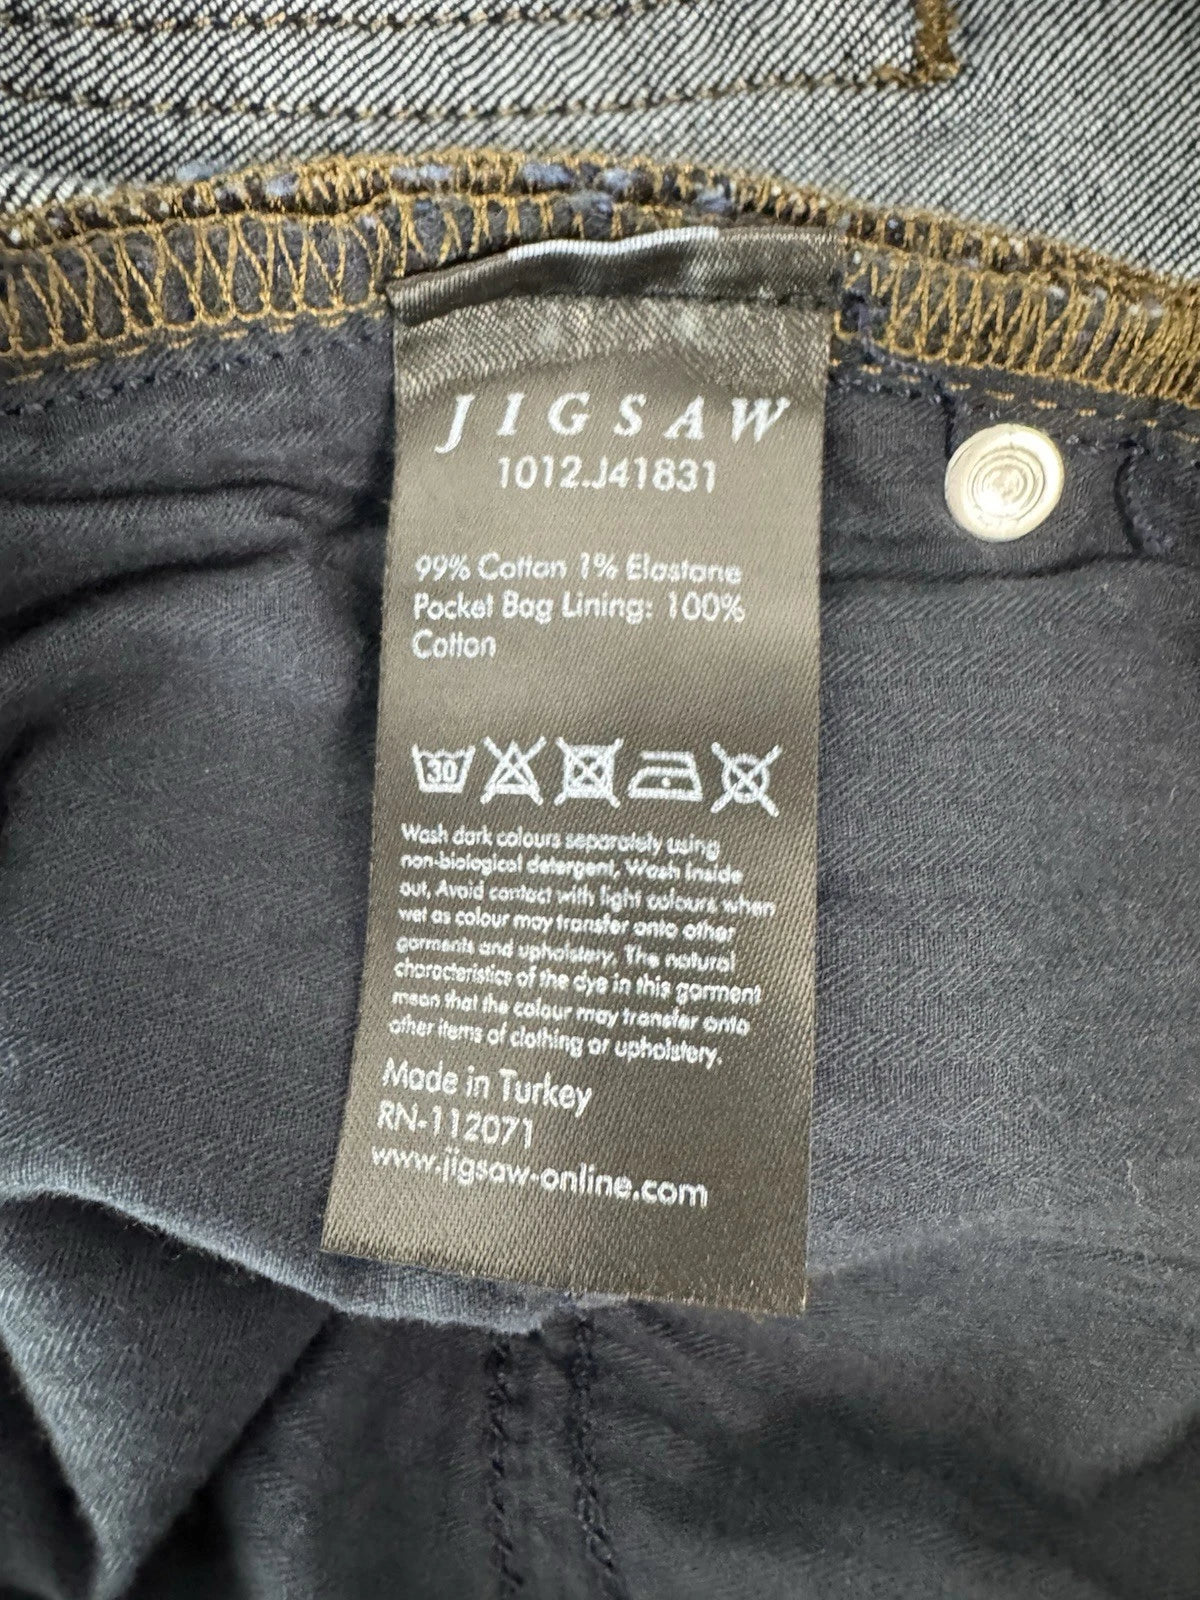 JIGSAW
1012.J41831
99% Cotton 1% Elastane
Pocket Bag Lining: 100%
Cotton
30
Wash dark colours separately using
non-biological detergent, Wash inside
out, Avoid contact with light colours when
wet as colour may transfer onto other
garments and upholstery. The natural
characteristics of the dye in this garment
mean that the colour may transfer onto
other items of clothing or upholstery.
Made in Turkey
RN-112071
www.jigsaw-online.com